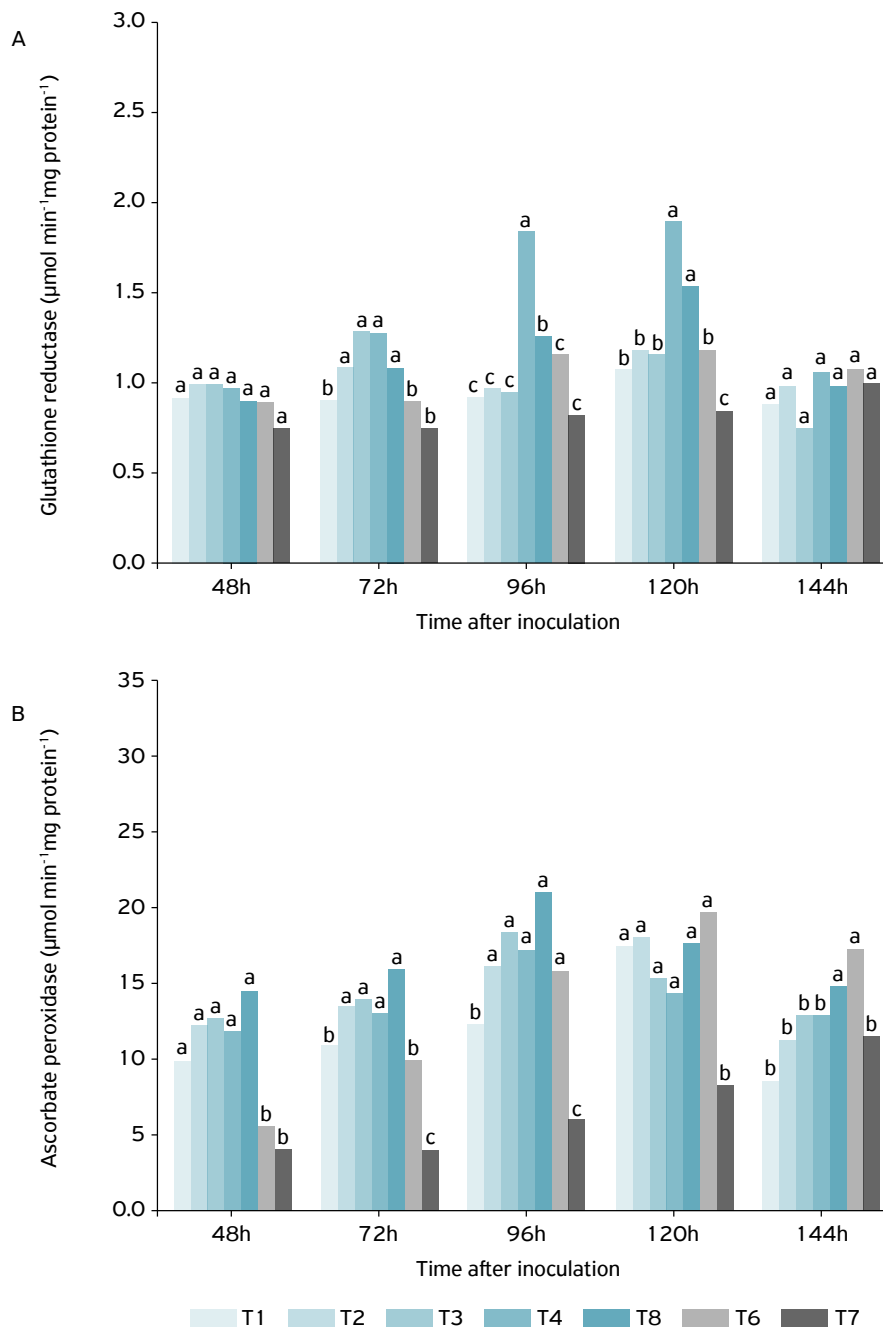 A
Glutathione reductase (µmol min⁻¹mg protein⁻¹)
3.0
2.5
2.0
1.5
1.0
0.5
0.0
a a a a a a a
b a a a a b b
c c c a b c c
b b b a a b c
a a a a a a a
48h 72h 96h 120h 144h
Time after inoculation
B
Ascorbate peroxidase (µmol min⁻¹mg protein⁻¹)
35
30
25
20
15
10
5
0.0
a a a a a b b
b a a a a b c
b a a a a a c
a a a a a a b
b b b b a a b
48h 72h 96h 120h 144h
Time after inoculation
T1 T2 T3 T4 T8 T6 T7